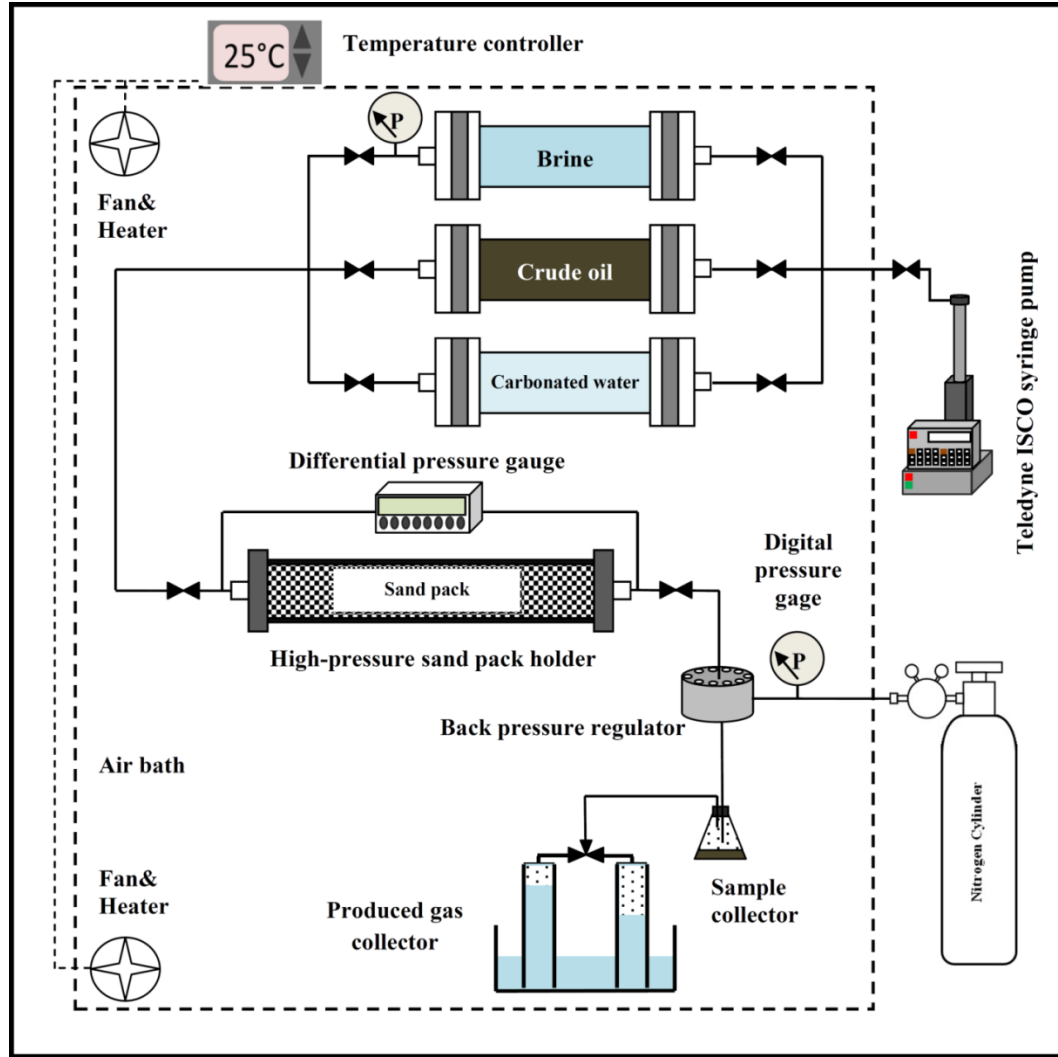 25°C
Temperature controller
P
Brine
Fan&
Heater
Crude oil
Carbonated water
Teledyne ISCO syringe pump
Differential pressure gauge
Sand pack
High-pressure sand pack holder
Digital
pressure
gage
P
Back pressure regulator
Air bath
Nitrogen Cylinder
Fan&
Heater
Sample
collector
Produced gas
collector